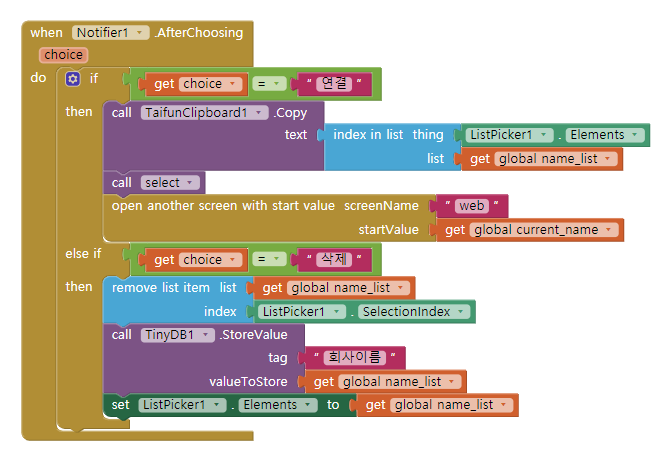 when Notifier1 .AfterChoosing
choice
do if get choice = " 연결 "
then call TaifunClipboard1 .Copy
text index in list thing ListPicker1 . Elements
list get global name_list
call select
open another screen with start value screenName " web "
startValue get global current_name
else if get choice = " 삭제 "
then remove list item list get global name_list
index ListPicker1 . SelectionIndex
call TinyDB1 .StoreValue
tag " 회사이름 "
valueToStore get global name_list
set ListPicker1 . Elements to get global name_list